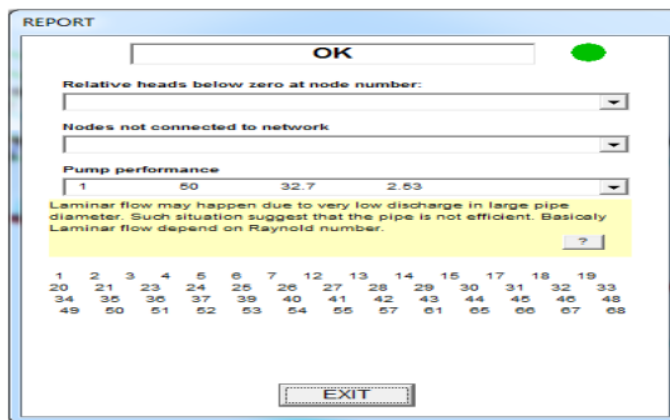 REPORT
OK
Relative heads below zero at node number:
Nodes not connected to network
Pump performance
1 50 32.7 2.53
Laminar flow may happen due to very low discharge in large pipe
diameter. Such situation suggest that the pipe is not efficient. Basicaly
Laminar flow depend on Raynold number.
?
1 2 3 4 5 6 7 12 13 14 15 17 18 19
20 21 23 24 25 26 27 28 29 30 31 32 33
34 35 36 37 39 40 41 42 43 44 45 46 48
49 50 51 52 53 54 55 57 61 65 66 67 68
EXIT